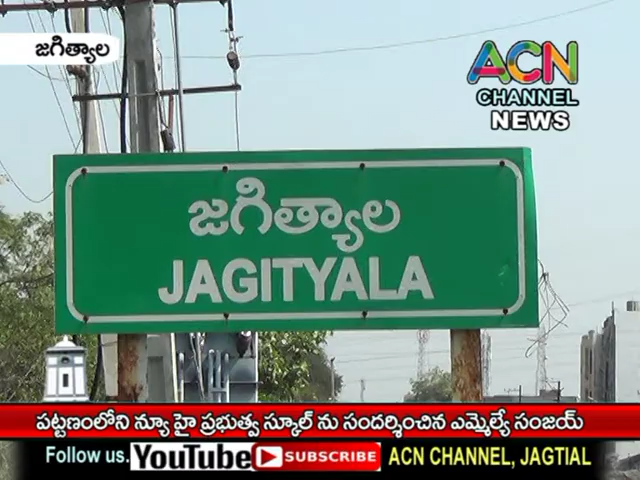 జగిత్యాల
ACN
CHANNEL
NEWS
జగిత్యాల
JAGITYALA
పట్టణంలోని న్యూ హై ప్రభుత్వ స్కూల్ ను సందర్శించిన ఎమ్మెల్యే సంజయ్
Follow us. YouTube SUBSCRIBE ACN CHANNEL, JAGTIAL